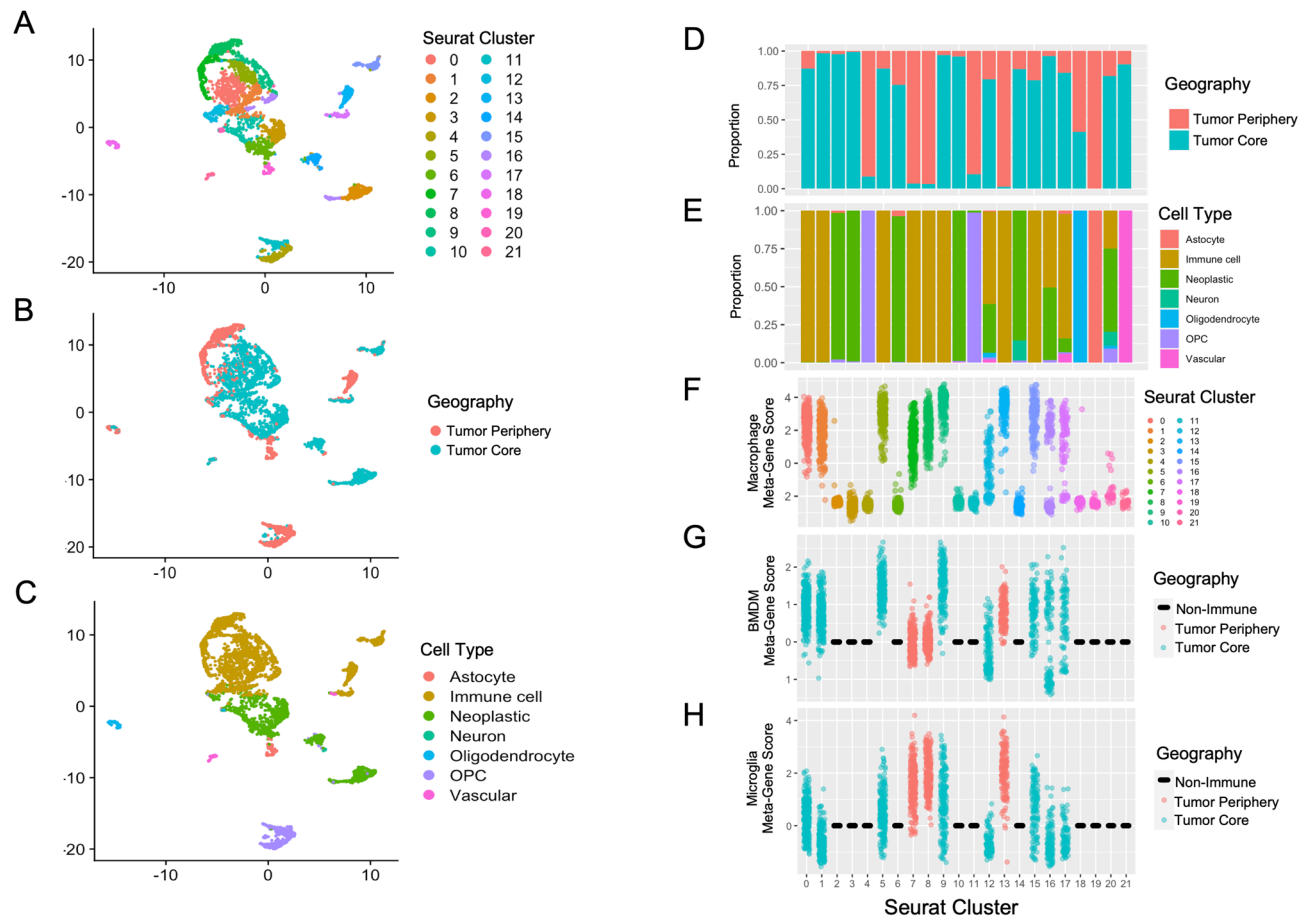 A
10
0
-10
-20
-10
0
10
Seurat Cluster
0 11
1 12
2 13
3 14
4 15
5 16
6 17
7 18
8 19
9 20
10 21
B
10
0
-10
20
-10
0
10
Geography
Tumor Periphery
Tumor Core
C
10
0
-10
-20
-10
0
10
Cell Type
Astocyte
Immune cell
Neoplastic
Neuron
Oligodendrocyte
OPC
Vascular
D
Proportion
1.00
0.75
0.50
0.25
0.00
Geography
Tumor Periphery
Tumor Core
E
Proportion
1.00
0.75
0.50
0.25
0.00
Cell Type
Astocyte
Immune cell
Neoplastic
Neuron
Oligodendrocyte
OPC
Vascular
F
Macrophage
Meta-Gene Score
4
2
0
2
Seurat Cluster
0 11
1 12
2 13
3 14
4 15
5 16
6 17
7 18
8 19
9 20
10 21
G
BMDM
Meta-Gene Score
2
1
0
1
Geography
Non-Immune
Tumor Periphery
Tumor Core
H
Microglia
Meta-Gene Score
4
2
0
Geography
Non-Immune
Tumor Periphery
Tumor Core
0 1 2 3 4 5 6 7 8 9 10 11 12 13 14 15 16 17 18 19 20 21
Seurat Cluster